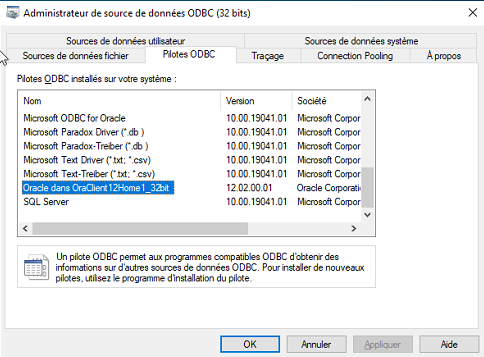 Administrateur de source de données ODBC (32 bits)
Sources de données utilisateur
Sources de données système
Sources de données fichier
Pilotes ODBC
Traçage
Connection Pooling
À propos
Pilotes ODBC installés sur votre système :
Nom Version Société
Microsoft ODBC for Oracle 10.00.19041.01 Microsoft Corpor
Microsoft Paradox Driver (*.db ) 10.00.19041.01 Microsoft Corpor
Microsoft Paradox-Treiber (*.db ) 10.00.19041.01 Microsoft Corpor
Microsoft Text Driver (*.txt; *.csv) 10.00.19041.01 Microsoft Corpor
Microsoft Text-Treiber (*.txt; *.csv) 10.00.19041.01 Microsoft Corpor
Oracle dans OraClient12Home1_32bit 12.02.00.01 Oracle Corporatio
SQL Server 10.00.19041.01 Microsoft Corpor
Un pilote ODBC permet aux programmes compatibles ODBC d'obtenir des
informations sur d'autres sources de données ODBC. Pour installer de nouveaux
pilotes, utilisez le programme d'installation du pilote.
OK
Annuler
Appliquer
Aide